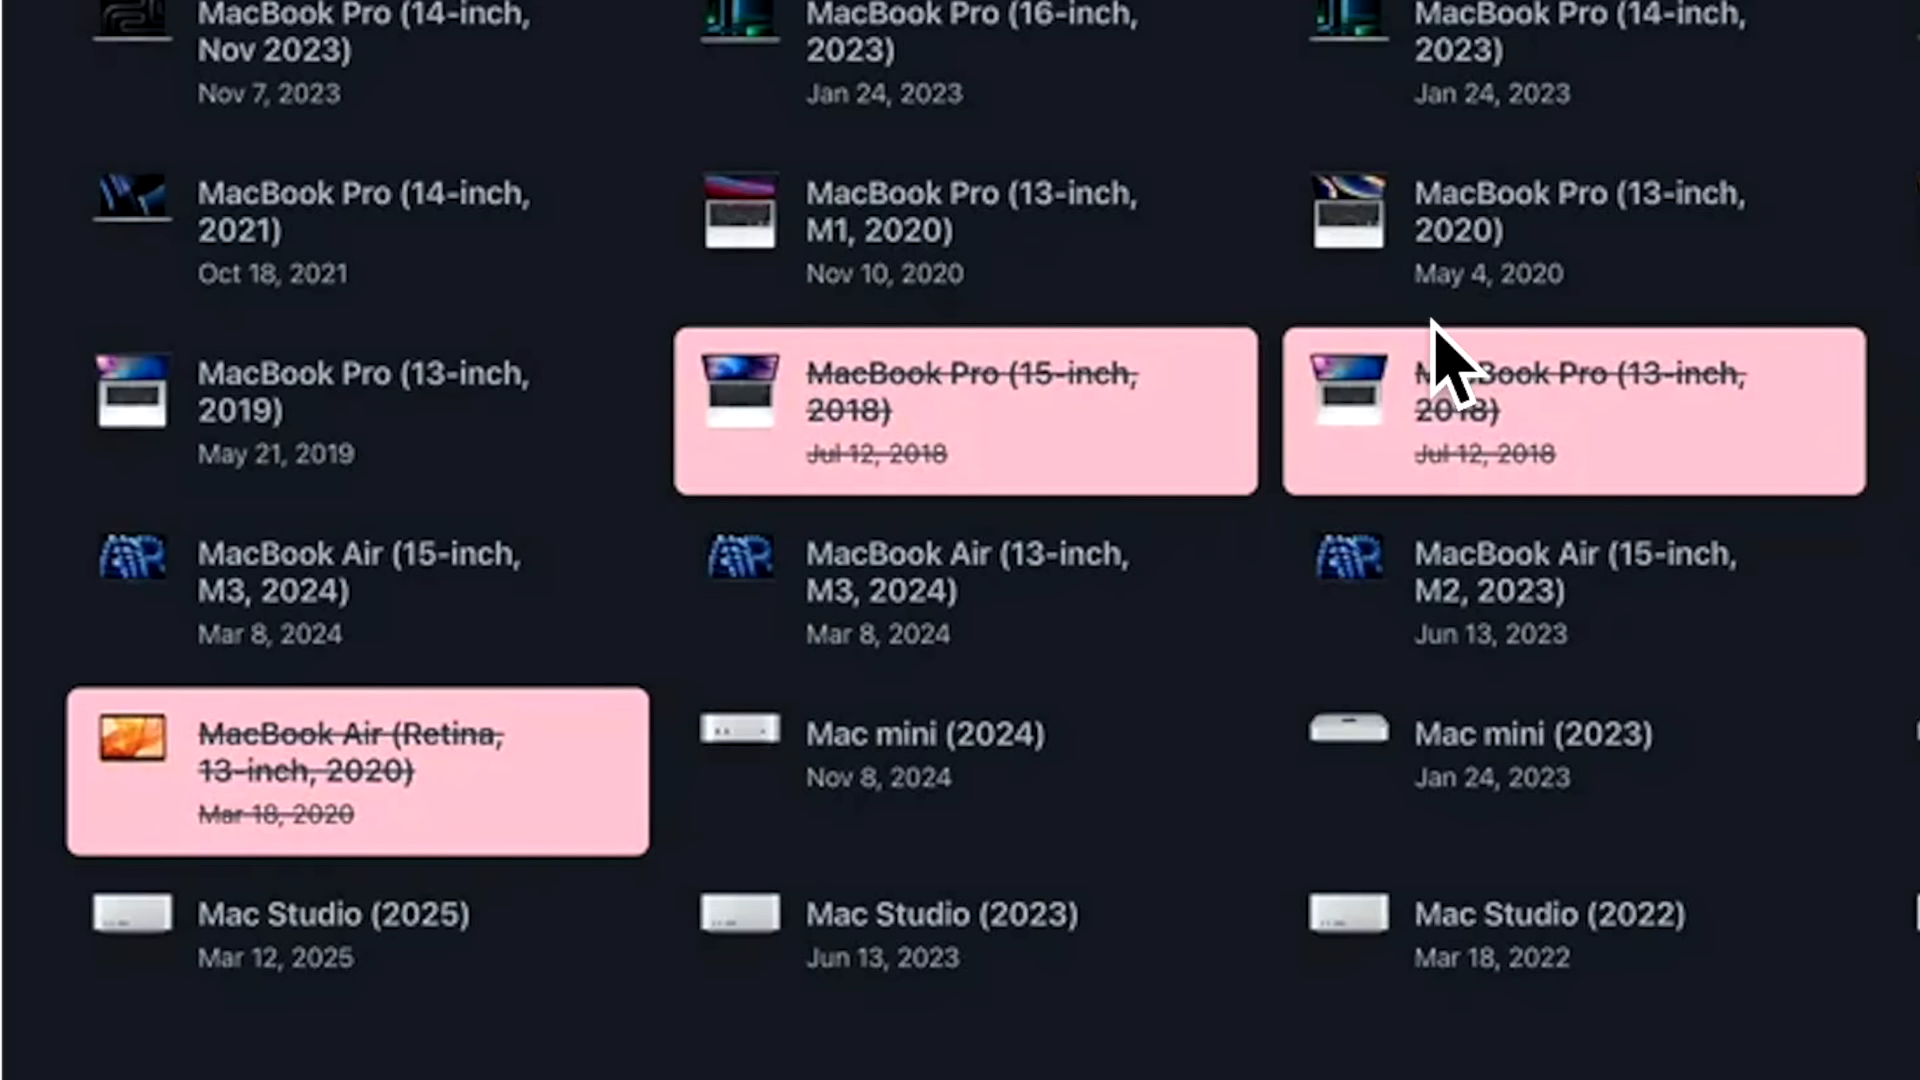 MacBook Pro (14-inch,
Nov 2023)
Nov 7, 2023
MacBook Pro (16-inch,
2023)
Jan 24, 2023
MacBook Pro (14-inch,
2023)
Jan 24, 2023
MacBook Pro (14-inch,
2021)
Oct 18, 2021
MacBook Pro (13-inch,
M1, 2020)
Nov 10, 2020
MacBook Pro (13-inch,
2020)
May 4, 2020
MacBook Pro (13-inch,
2019)
May 21, 2019
MacBook Pro (15-inch,
2018)
Jul 12, 2018
MacBook Pro (13-inch,
2018)
Jul 12, 2018
MacBook Air (15-inch,
M3, 2024)
Mar 8, 2024
MacBook Air (13-inch,
M3, 2024)
Mar 8, 2024
MacBook Air (15-inch,
M2, 2023)
Jun 13, 2023
MacBook Air (Retina,
13-inch, 2020)
Mar 18, 2020
Mac mini (2024)
Nov 8, 2024
Mac mini (2023)
Jan 24, 2023
Mac Studio (2025)
Mar 12, 2025
Mac Studio (2023)
Jun 13, 2023
Mac Studio (2022)
Mar 18, 2022